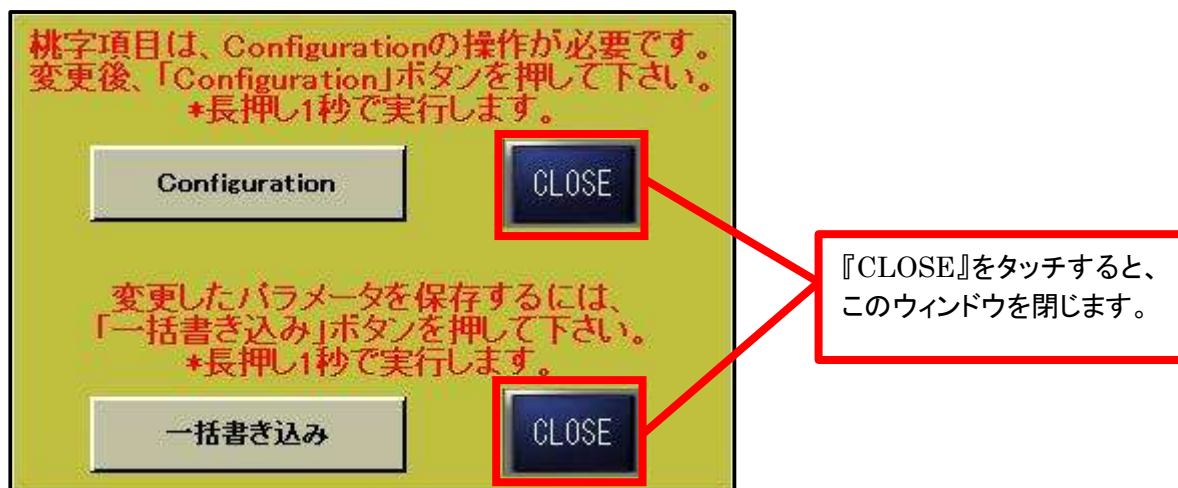 桃字項目は、Configurationの操作が必要です。
変更後、「Configuration」ボタンを押して下さい。
*長押し1秒で実行します。
Configuration
CLOSE
『CLOSE』をタッチすると、
このウィンドウを閉じます。
変更したパラメータを保存するには、
「一括書き込み」ボタンを押して下さい。
*長押し1秒で実行します。
一括書き込み
CLOSE